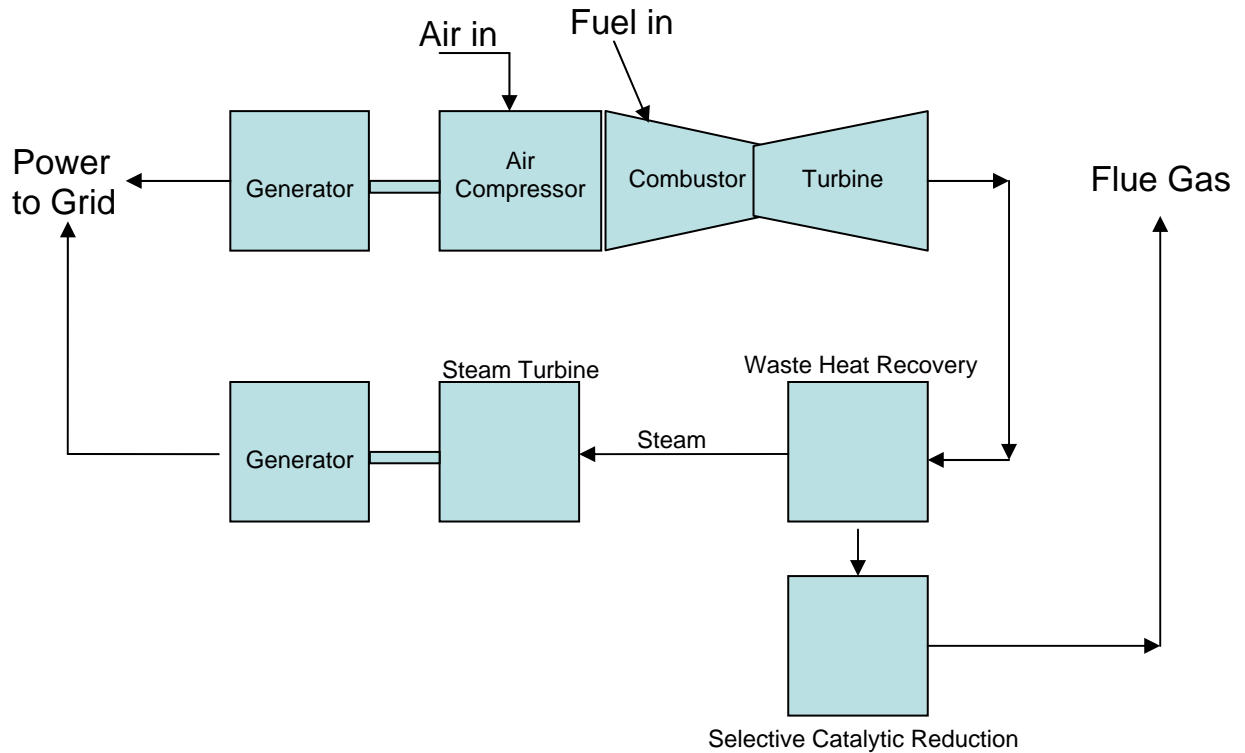 Air in
Fuel in
Power
to Grid
Generator
Air
Compressor
Combustor
Turbine
Flue Gas
Steam Turbine
Waste Heat Recovery
Generator
Steam
Selective Catalytic Reduction